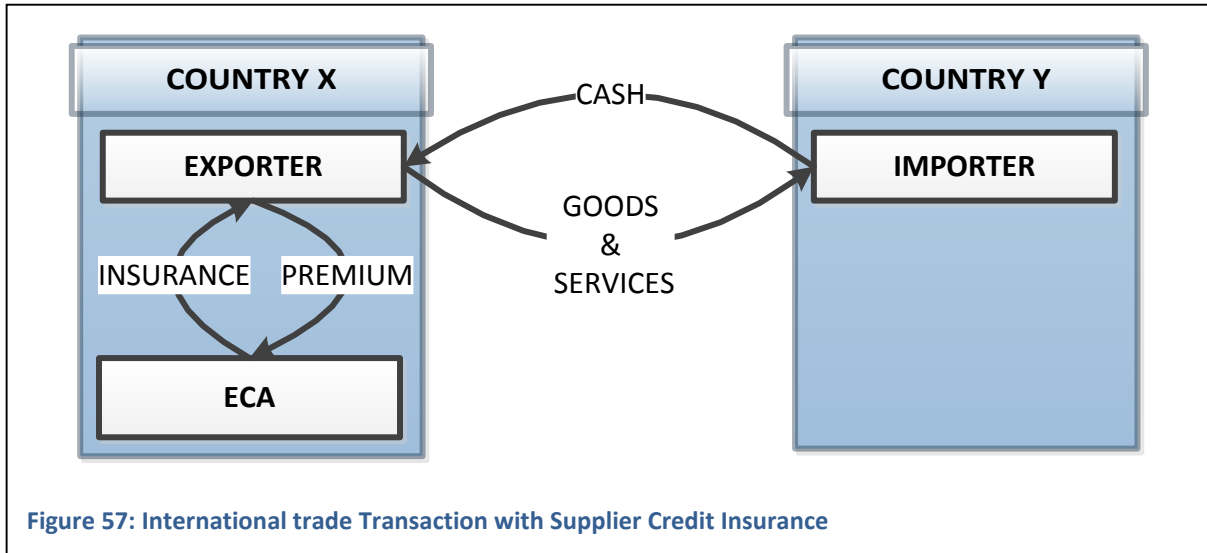 COUNTRY X
COUNTRY Y
CASH
EXPORTER
IMPORTER
GOODS
&
SERVICES
INSURANCE
PREMIUM
ECA
Figure 57: International trade Transaction with Supplier Credit Insurance